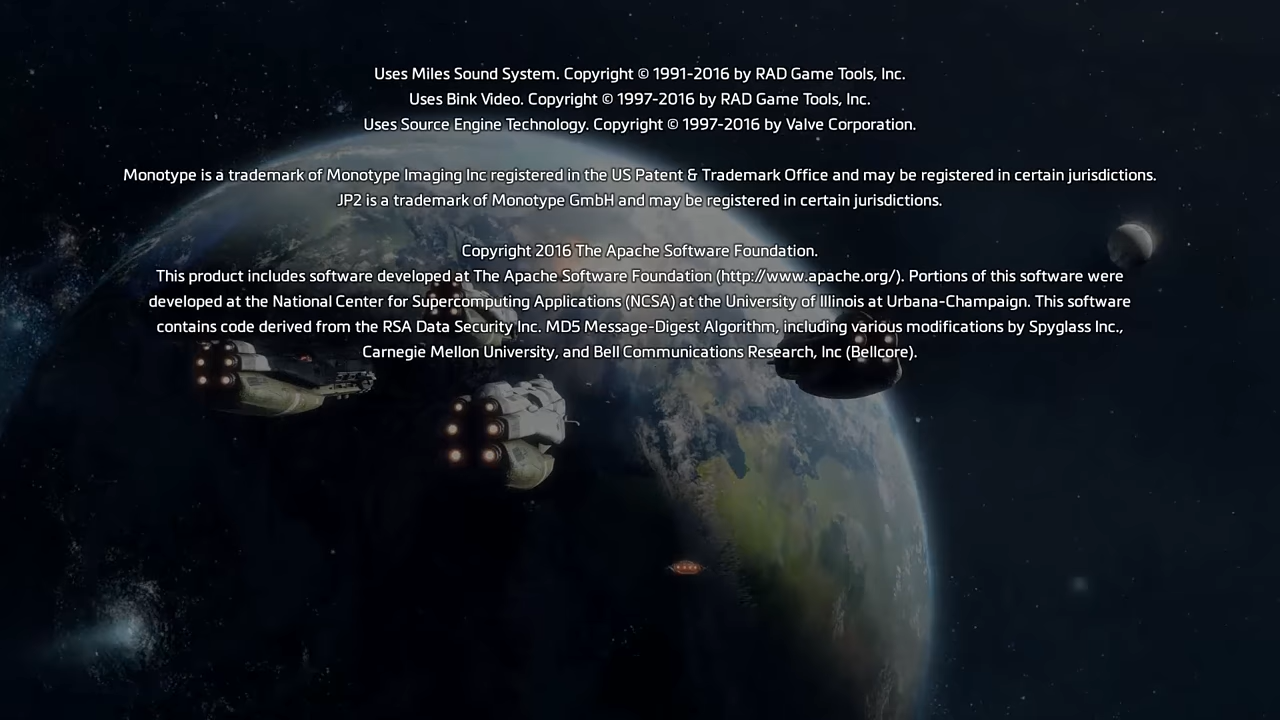 Uses Miles Sound System. Copyright © 1991-2016 by RAD Game Tools, Inc.
Uses Bink Video. Copyright © 1997-2016 by RAD Game Tools, Inc.
Uses Source Engine Technology. Copyright © 1997-2016 by Valve Corporation.
Monotype is a trademark of Monotype Imaging Inc registered in the US Patent & Trademark Office and may be registered in certain jurisdictions.
JP2 is a trademark of Monotype GmbH and may be registered in certain jurisdictions.
Copyright 2016 The Apache Software Foundation.
This product includes software developed at The Apache Software Foundation (http://www.apache.org/). Portions of this software were
developed at the National Center for Supercomputing Applications (NCSA) at the University of Illinois at Urbana-Champaign. This software
contains code derived from the RSA Data Security Inc. MD5 Message-Digest Algorithm, including various modifications by Spyglass Inc.,
Carnegie Mellon University, and Bell Communications Research, Inc (Bellcore).